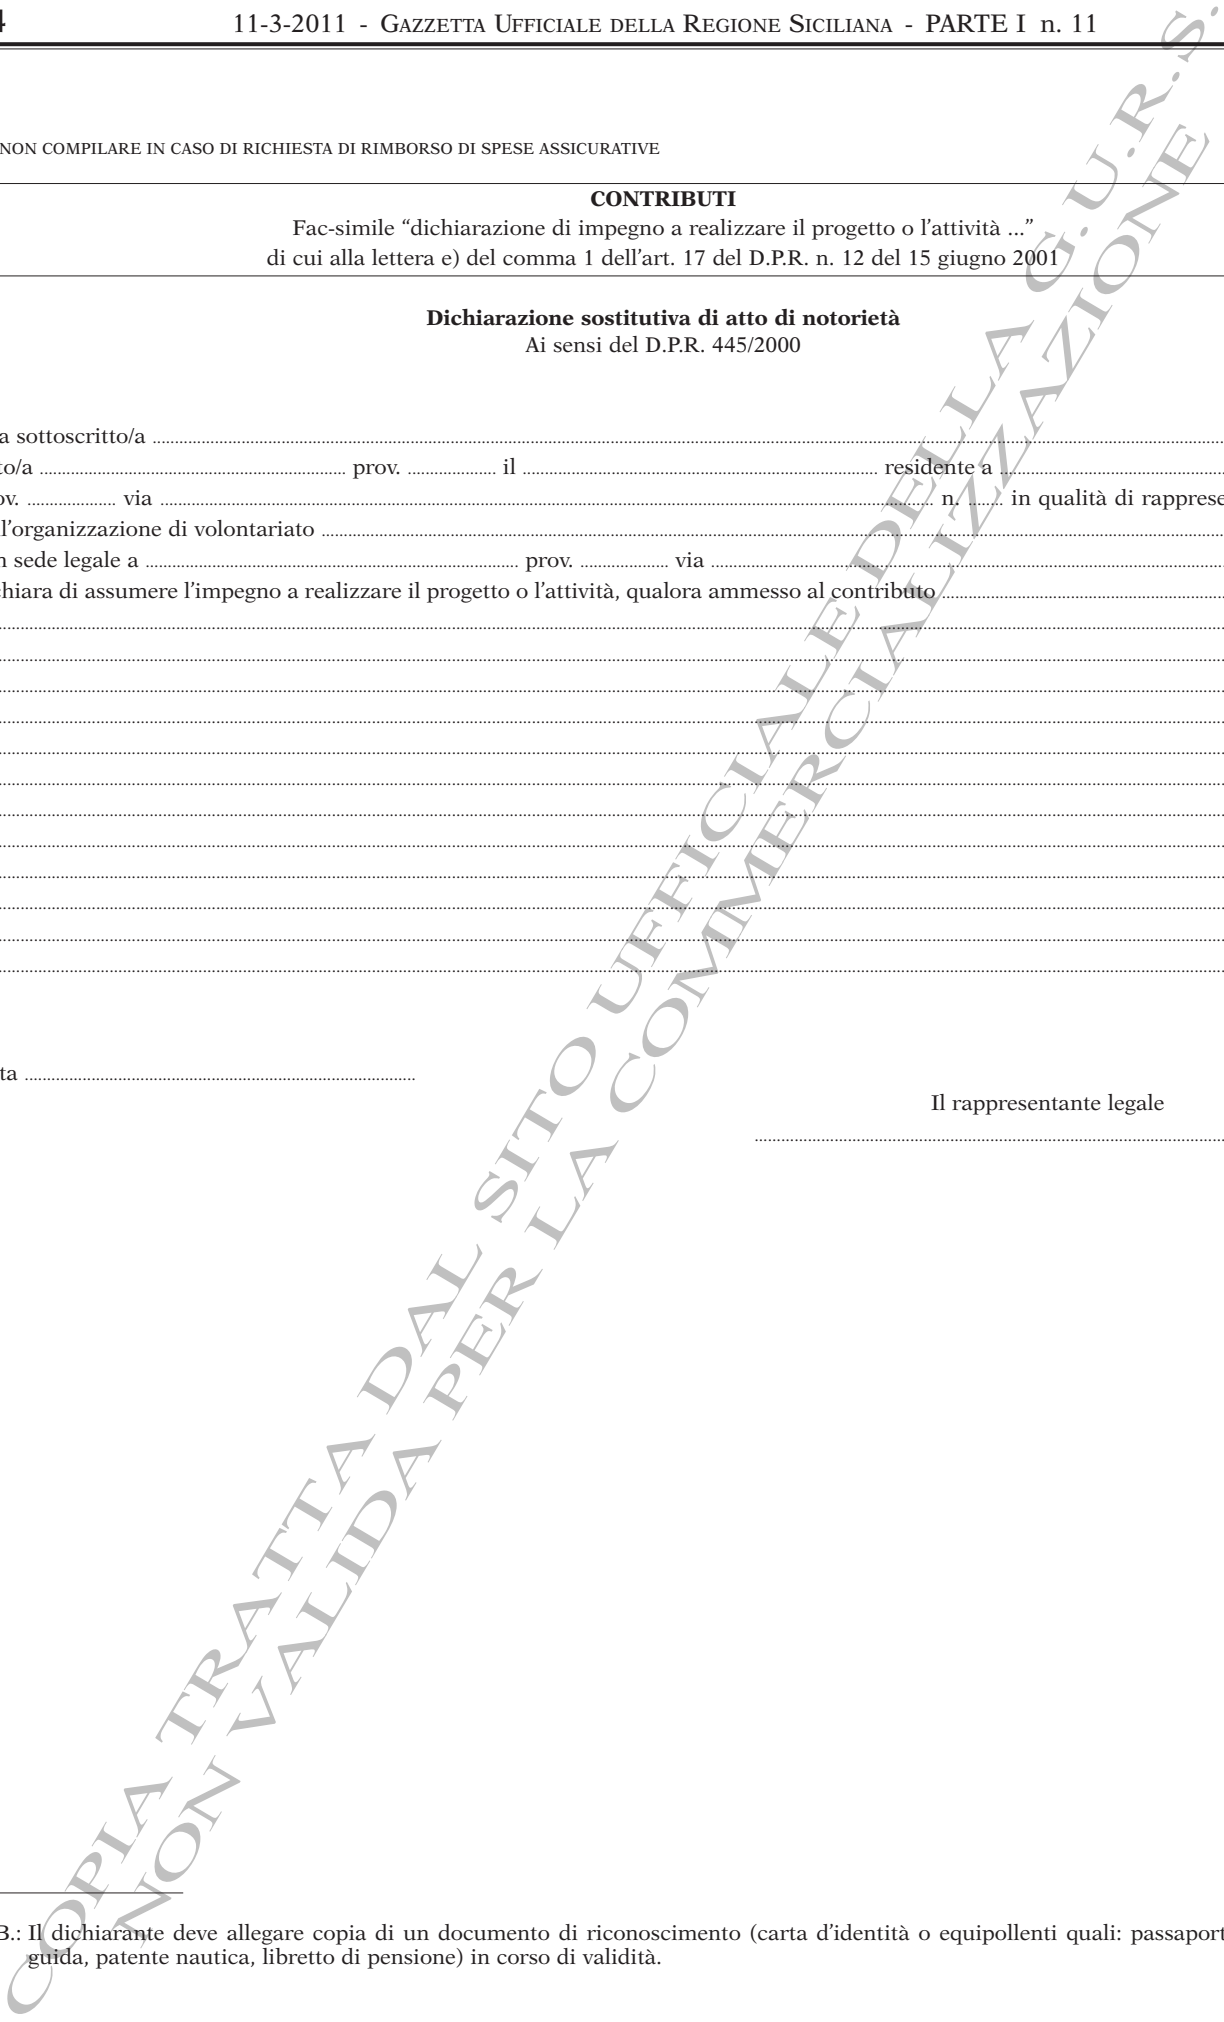 4 11-3-2011 - GAZZETTA UFFICIALE DELLA REGIONE SICILIANA - PARTE I n. 11
NON COMPILARE IN CASO DI RICHIESTA DI RIMBORSO DI SPESE ASSICURATIVE
CONTRIBUTI
Fac-simile “dichiarazione di impegno a realizzare il progetto o l’attività ...”
di cui alla lettera e) del comma 1 dell’art. 17 del D.P.R. n. 12 del 15 giugno 2001
Dichiarazione sostitutiva di atto di notorietà
Ai sensi del D.P.R. 445/2000
a sottoscritto/a
to/a prov. il residente a
ov. via n. in qualità di rapprese
l’organizzazione di volontariato
n sede legale a prov. via
hiara di assumere l’impegno a realizzare il progetto o l’attività, qualora ammesso al contributo
ta
Il rappresentante legale
B.: Il dichiarante deve allegare copia di un documento di riconoscimento (carta d’identità o equipollenti quali: passaport
guida, patente nautica, libretto di pensione) in corso di validità.
COPIA TRATTA DAL SITO UFFICIALE DELLA G.U.R.S.
NON VALIDA PER LA COMMERCIALIZZAZIONE